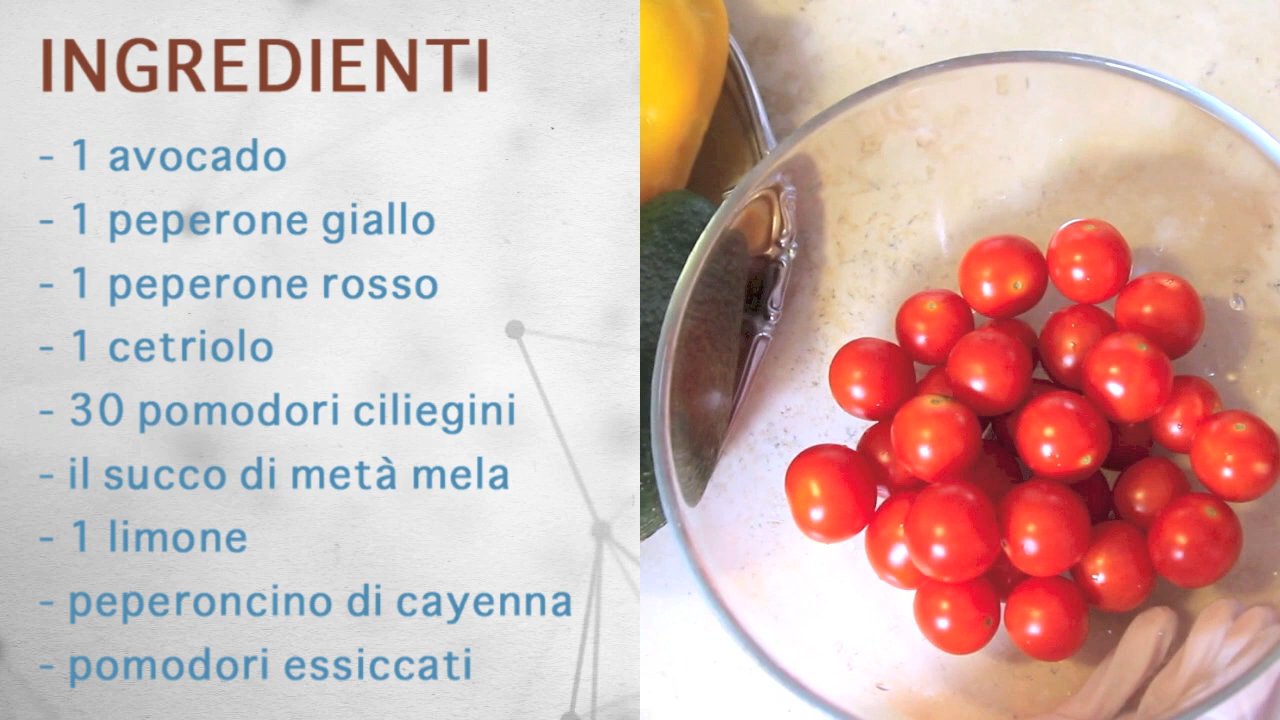 INGREDIENTI
- 1 avocado
- 1 peperone giallo
- 1 peperone rosso
- 1 cetriolo
- 30 pomodori ciliegini
- il succo di metà mela
- 1 limone
- peperoncino di cayenna
- pomodori essiccati